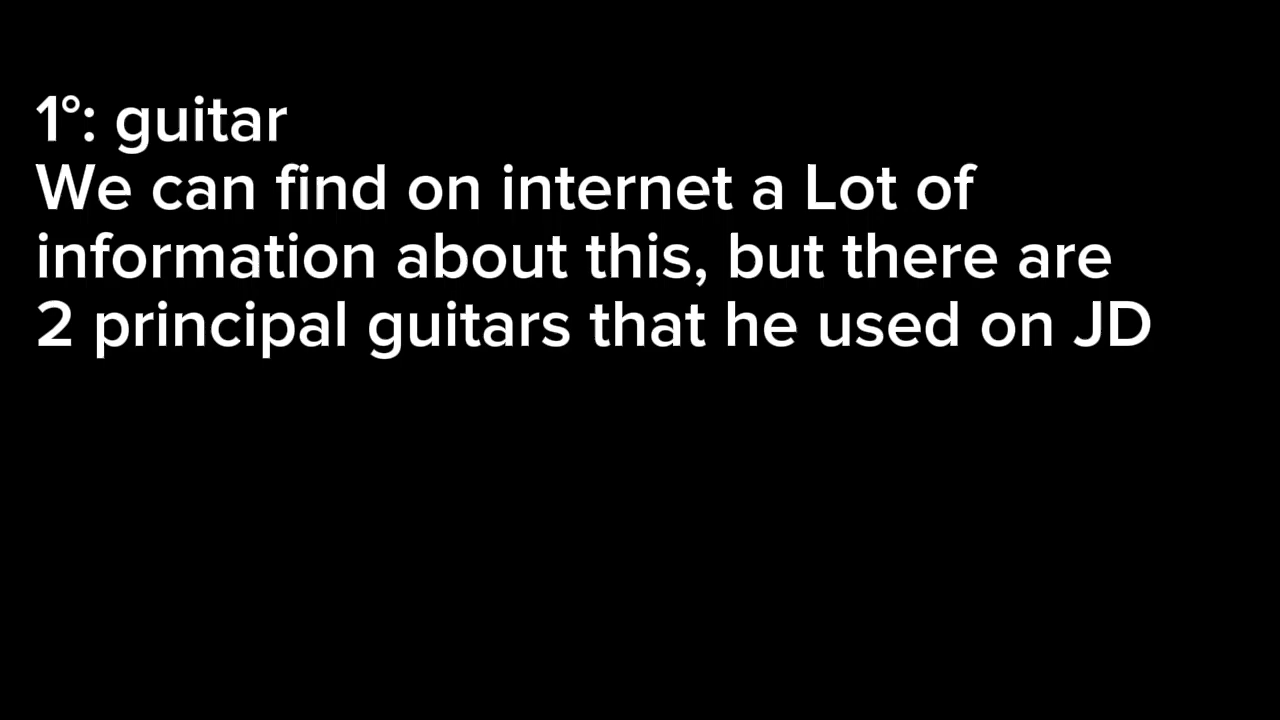 1°: guitar
We can find on internet a Lot of
information about this, but there are
2 principal guitars that he used on JD